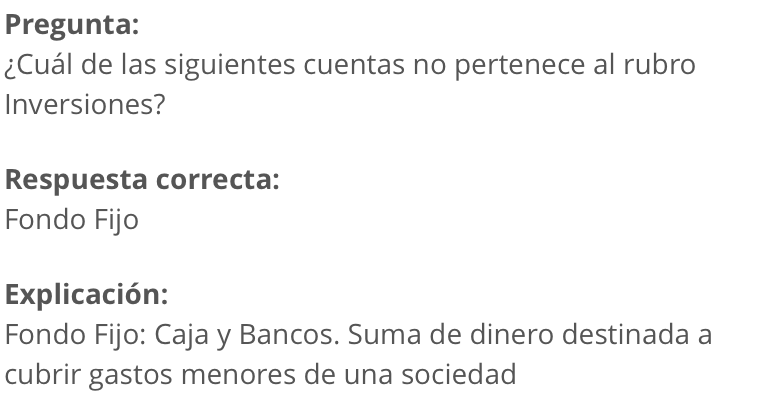 Pregunta:
¿Cuál de las siguientes cuentas no pertenece al rubro
Inversiones?
Respuesta correcta:
Fondo Fijo
Explicación:
Fondo Fijo: Caja y Bancos. Suma de dinero destinada a
cubrir gastos menores de una sociedad